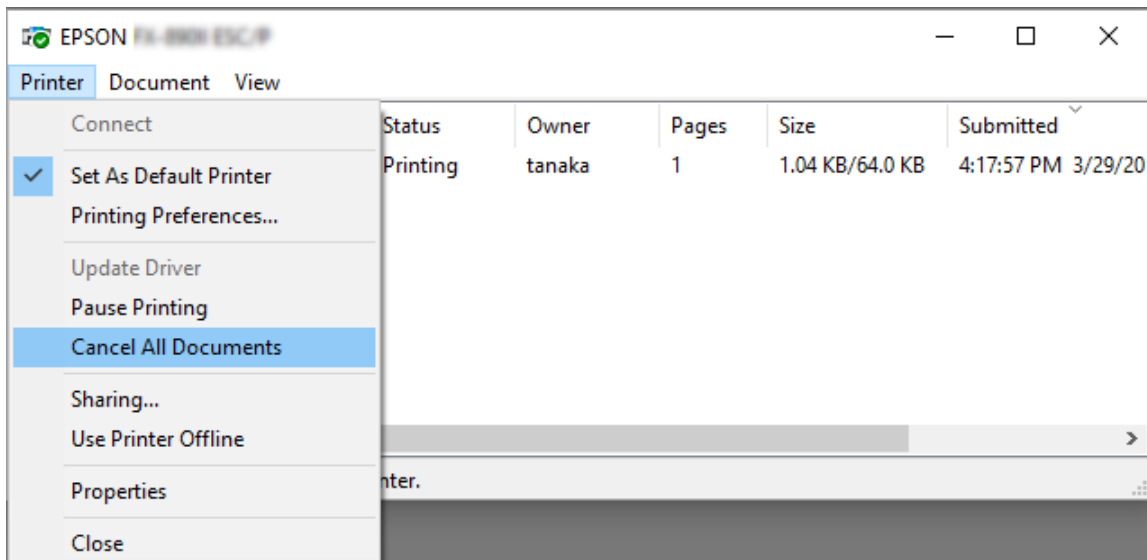 EPSON
Printer Document View
Connect
Set As Default Printer
Printing Preferences...
Update Driver
Pause Printing
Cancel All Documents
Sharing...
Use Printer Offline
Properties
Close
Status Owner Pages Size Submitted
Printing tanaka 1 1.04 KB/64.0 KB 4:17:57 PM 3/29/20
nter.